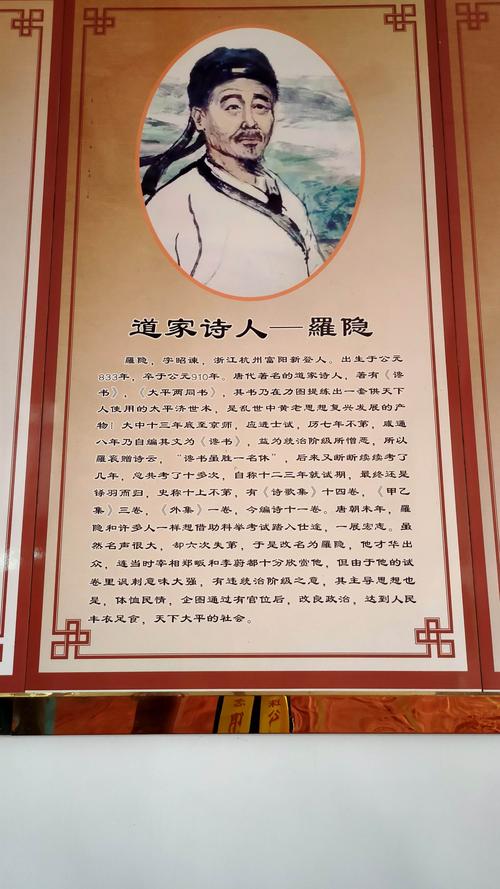 道家诗人—羅隐
羅隐，字昭谏，浙江杭州富阳新登人。出生于公元
833年，卒于公元910年。唐代著名的道家诗人，著有《谗
书》，《太平两同书》，其书乃在力图提练出一套供天下
人使用的太平济世术，是乱世中黄老思想复兴发展的产
物！大中十三年底至京师，应进士试，历七年不第，咸通
八年乃自编其文为《谗书》，益为统治阶级所憎恶，所以
羅衮赠诗云，“谗书虽胜一名休”，后来又断断续续考了
几年，总共考了十多次，自称十二三年就试期，最终还是
铩羽而归，史称十上不第，有《诗歌集》十四卷，《甲乙
集》三卷，《外集》一卷，今编诗十一卷。唐朝末年，羅
隐和许多人一样想借助科举考试踏入仕途，一展宏志。虽
然名声很大，却六次失第，于是改名为羅隐，他才华出
众，连当时宰相郑畋和李蔚都十分欣赏他，但由于他的试
卷里讽刺意味大强，有违统治阶级之意，其主导思想也
是，体恤民情，企图通过有官位后，改良政治，达到人民
丰衣足食，天下大平的社会。